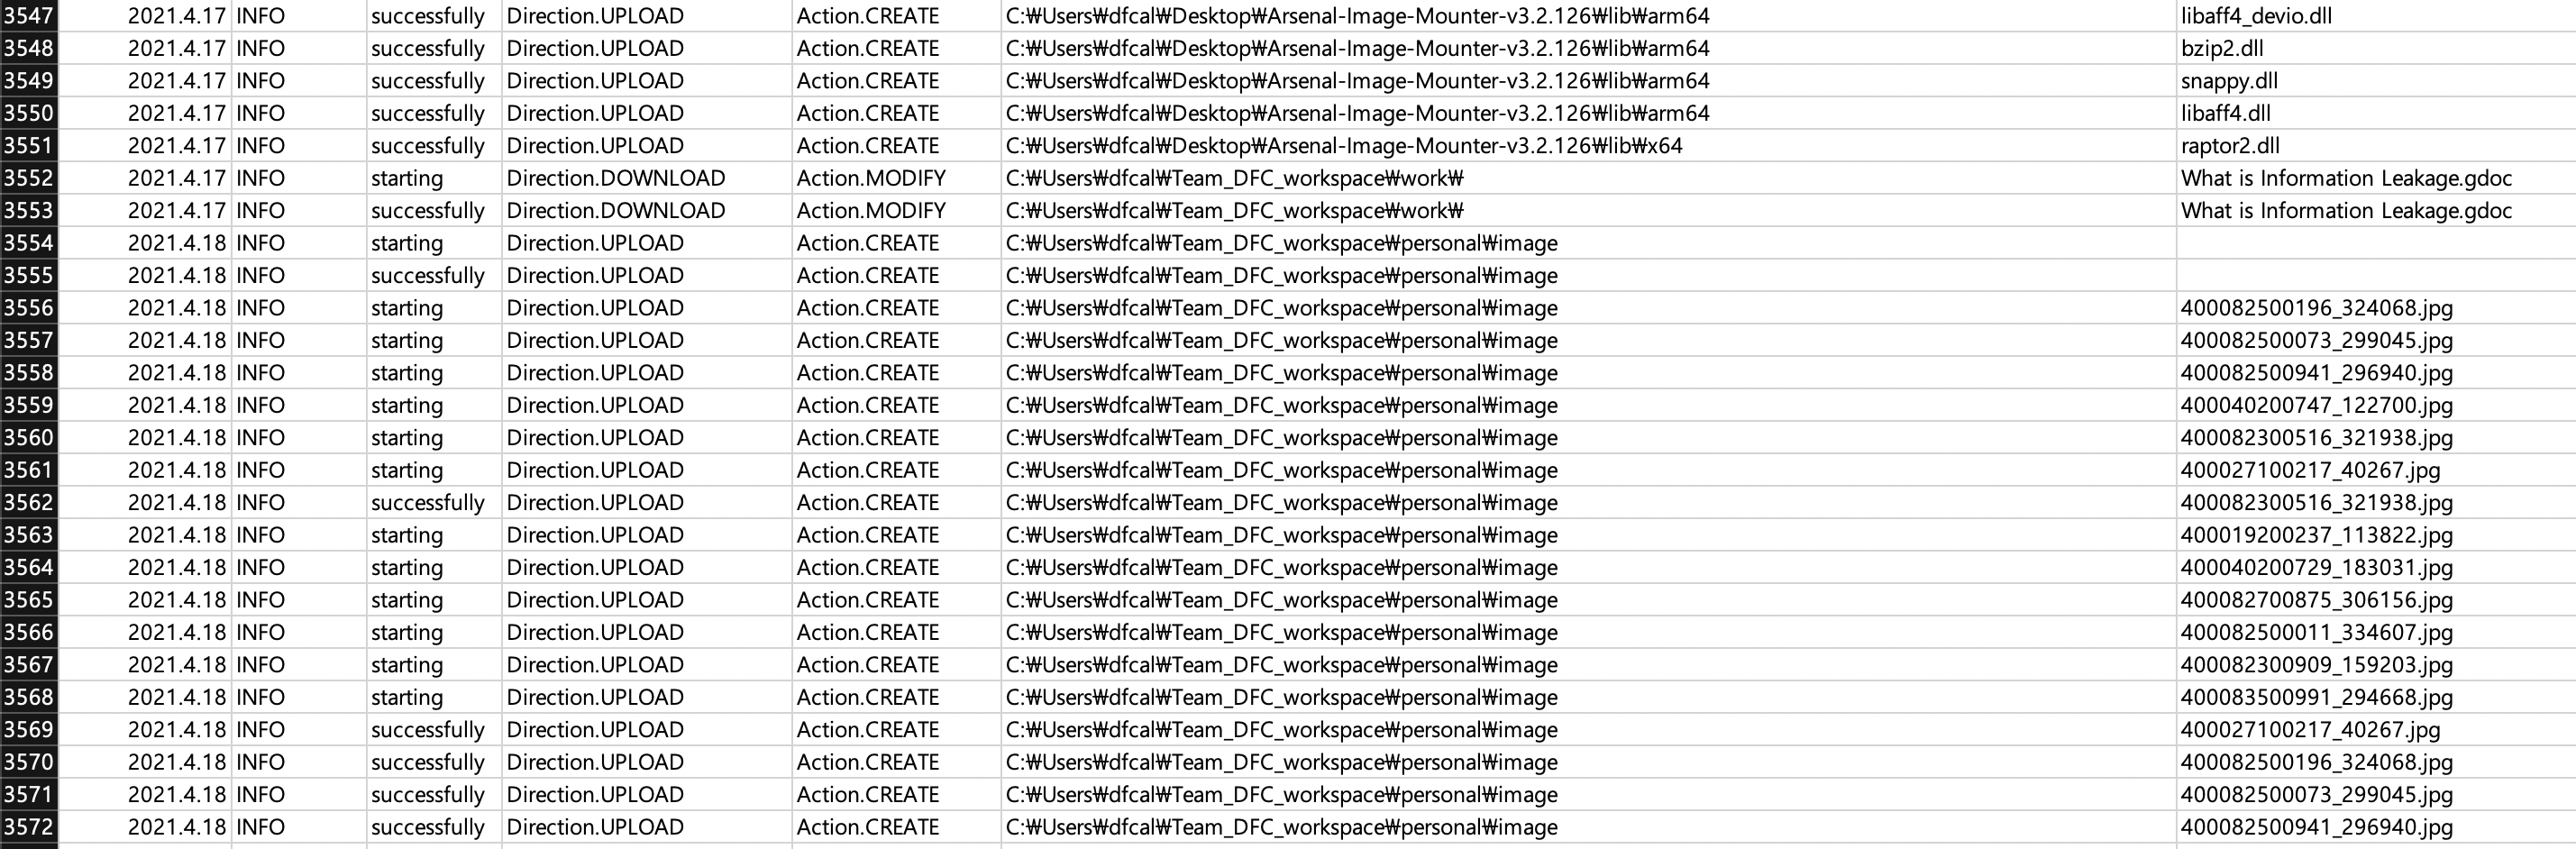 3547 2021.4.17 INFO successfully Direction.UPLOAD Action.CREATE C:₩Users₩dfcal₩Desktop₩Arsenal-Image-Mounter-v3.2.126₩lib₩arm64 libaff4_devio.dll
3548 2021.4.17 INFO successfully Direction.UPLOAD Action.CREATE C:₩Users₩dfcal₩Desktop₩Arsenal-Image-Mounter-v3.2.126₩lib₩arm64 bzip2.dll
3549 2021.4.17 INFO successfully Direction.UPLOAD Action.CREATE C:₩Users₩dfcal₩Desktop₩Arsenal-Image-Mounter-v3.2.126₩lib₩arm64 snappy.dll
3550 2021.4.17 INFO successfully Direction.UPLOAD Action.CREATE C:₩Users₩dfcal₩Desktop₩Arsenal-Image-Mounter-v3.2.126₩lib₩arm64 libaff4.dll
3551 2021.4.17 INFO successfully Direction.UPLOAD Action.CREATE C:₩Users₩dfcal₩Desktop₩Arsenal-Image-Mounter-v3.2.126₩lib₩x64 raptor2.dll
3552 2021.4.17 INFO starting Direction.DOWNLOAD Action.MODIFY C:₩Users₩dfcal₩Team_DFC_workspace₩work₩ What is Information Leakage.gdoc
3553 2021.4.17 INFO successfully Direction.DOWNLOAD Action.MODIFY C:₩Users₩dfcal₩Team_DFC_workspace₩work₩ What is Information Leakage.gdoc
3554 2021.4.18 INFO starting Direction.UPLOAD Action.CREATE C:₩Users₩dfcal₩Team_DFC_workspace₩personal₩image
3555 2021.4.18 INFO successfully Direction.UPLOAD Action.CREATE C:₩Users₩dfcal₩Team_DFC_workspace₩personal₩image
3556 2021.4.18 INFO starting Direction.UPLOAD Action.CREATE C:₩Users₩dfcal₩Team_DFC_workspace₩personal₩image 400082500196_324068.jpg
3557 2021.4.18 INFO starting Direction.UPLOAD Action.CREATE C:₩Users₩dfcal₩Team_DFC_workspace₩personal₩image 400082500073_299045.jpg
3558 2021.4.18 INFO starting Direction.UPLOAD Action.CREATE C:₩Users₩dfcal₩Team_DFC_workspace₩personal₩image 400082500941_296940.jpg
3559 2021.4.18 INFO starting Direction.UPLOAD Action.CREATE C:₩Users₩dfcal₩Team_DFC_workspace₩personal₩image 400040200747_122700.jpg
3560 2021.4.18 INFO starting Direction.UPLOAD Action.CREATE C:₩Users₩dfcal₩Team_DFC_workspace₩personal₩image 400082300516_321938.jpg
3561 2021.4.18 INFO starting Direction.UPLOAD Action.CREATE C:₩Users₩dfcal₩Team_DFC_workspace₩personal₩image 400027100217_40267.jpg
3562 2021.4.18 INFO successfully Direction.UPLOAD Action.CREATE C:₩Users₩dfcal₩Team_DFC_workspace₩personal₩image 400082300516_321938.jpg
3563 2021.4.18 INFO starting Direction.UPLOAD Action.CREATE C:₩Users₩dfcal₩Team_DFC_workspace₩personal₩image 400019200237_113822.jpg
3564 2021.4.18 INFO starting Direction.UPLOAD Action.CREATE C:₩Users₩dfcal₩Team_DFC_workspace₩personal₩image 400040200729_183031.jpg
3565 2021.4.18 INFO starting Direction.UPLOAD Action.CREATE C:₩Users₩dfcal₩Team_DFC_workspace₩personal₩image 400082700875_306156.jpg
3566 2021.4.18 INFO starting Direction.UPLOAD Action.CREATE C:₩Users₩dfcal₩Team_DFC_workspace₩personal₩image 400082500011_334607.jpg
3567 2021.4.18 INFO starting Direction.UPLOAD Action.CREATE C:₩Users₩dfcal₩Team_DFC_workspace₩personal₩image 400082300909_159203.jpg
3568 2021.4.18 INFO starting Direction.UPLOAD Action.CREATE C:₩Users₩dfcal₩Team_DFC_workspace₩personal₩image 400083500991_294668.jpg
3569 2021.4.18 INFO successfully Direction.UPLOAD Action.CREATE C:₩Users₩dfcal₩Team_DFC_workspace₩personal₩image 400027100217_40267.jpg
3570 2021.4.18 INFO successfully Direction.UPLOAD Action.CREATE C:₩Users₩dfcal₩Team_DFC_workspace₩personal₩image 400082500196_324068.jpg
3571 2021.4.18 INFO successfully Direction.UPLOAD Action.CREATE C:₩Users₩dfcal₩Team_DFC_workspace₩personal₩image 400082500073_299045.jpg
3572 2021.4.18 INFO successfully Direction.UPLOAD Action.CREATE C:₩Users₩dfcal₩Team_DFC_workspace₩personal₩image 400082500941_296940.jpg